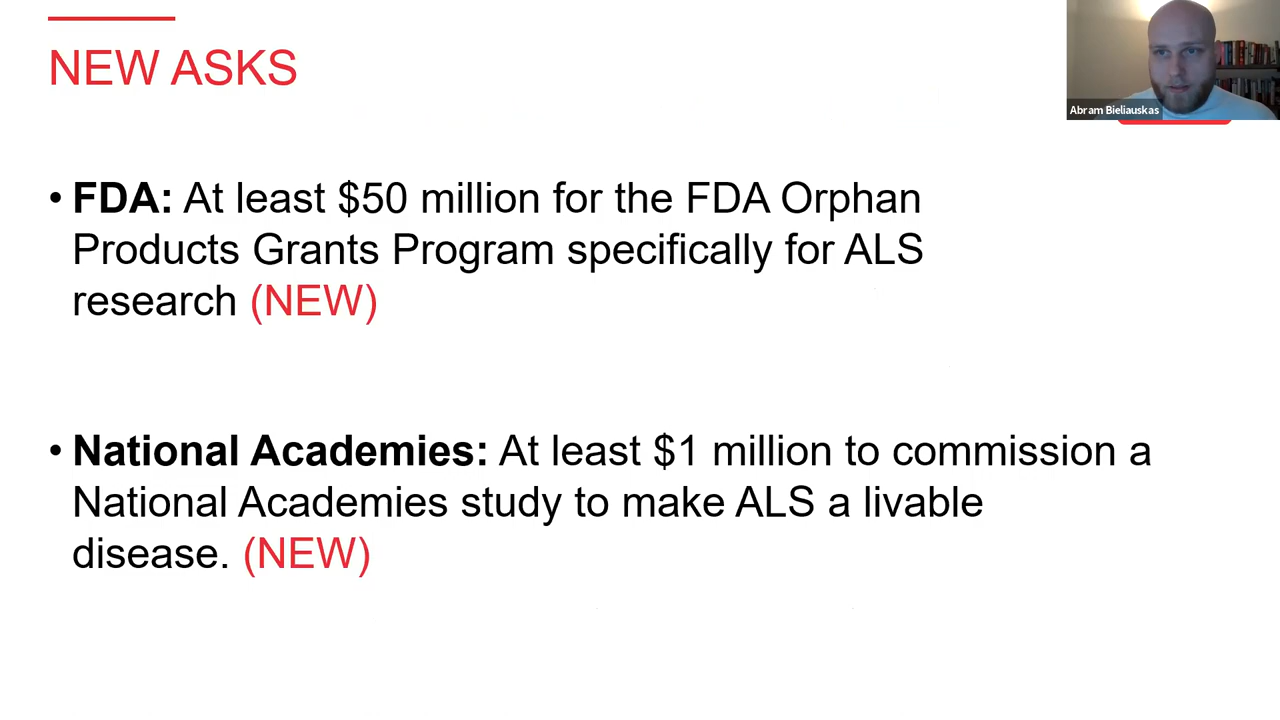 NEW ASKS
Abram Bieliauskas
• FDA: At least $50 million for the FDA Orphan
Products Grants Program specifically for ALS
research (NEW)
• National Academies: At least $1 million to commission a
National Academies study to make ALS a livable
disease. (NEW)